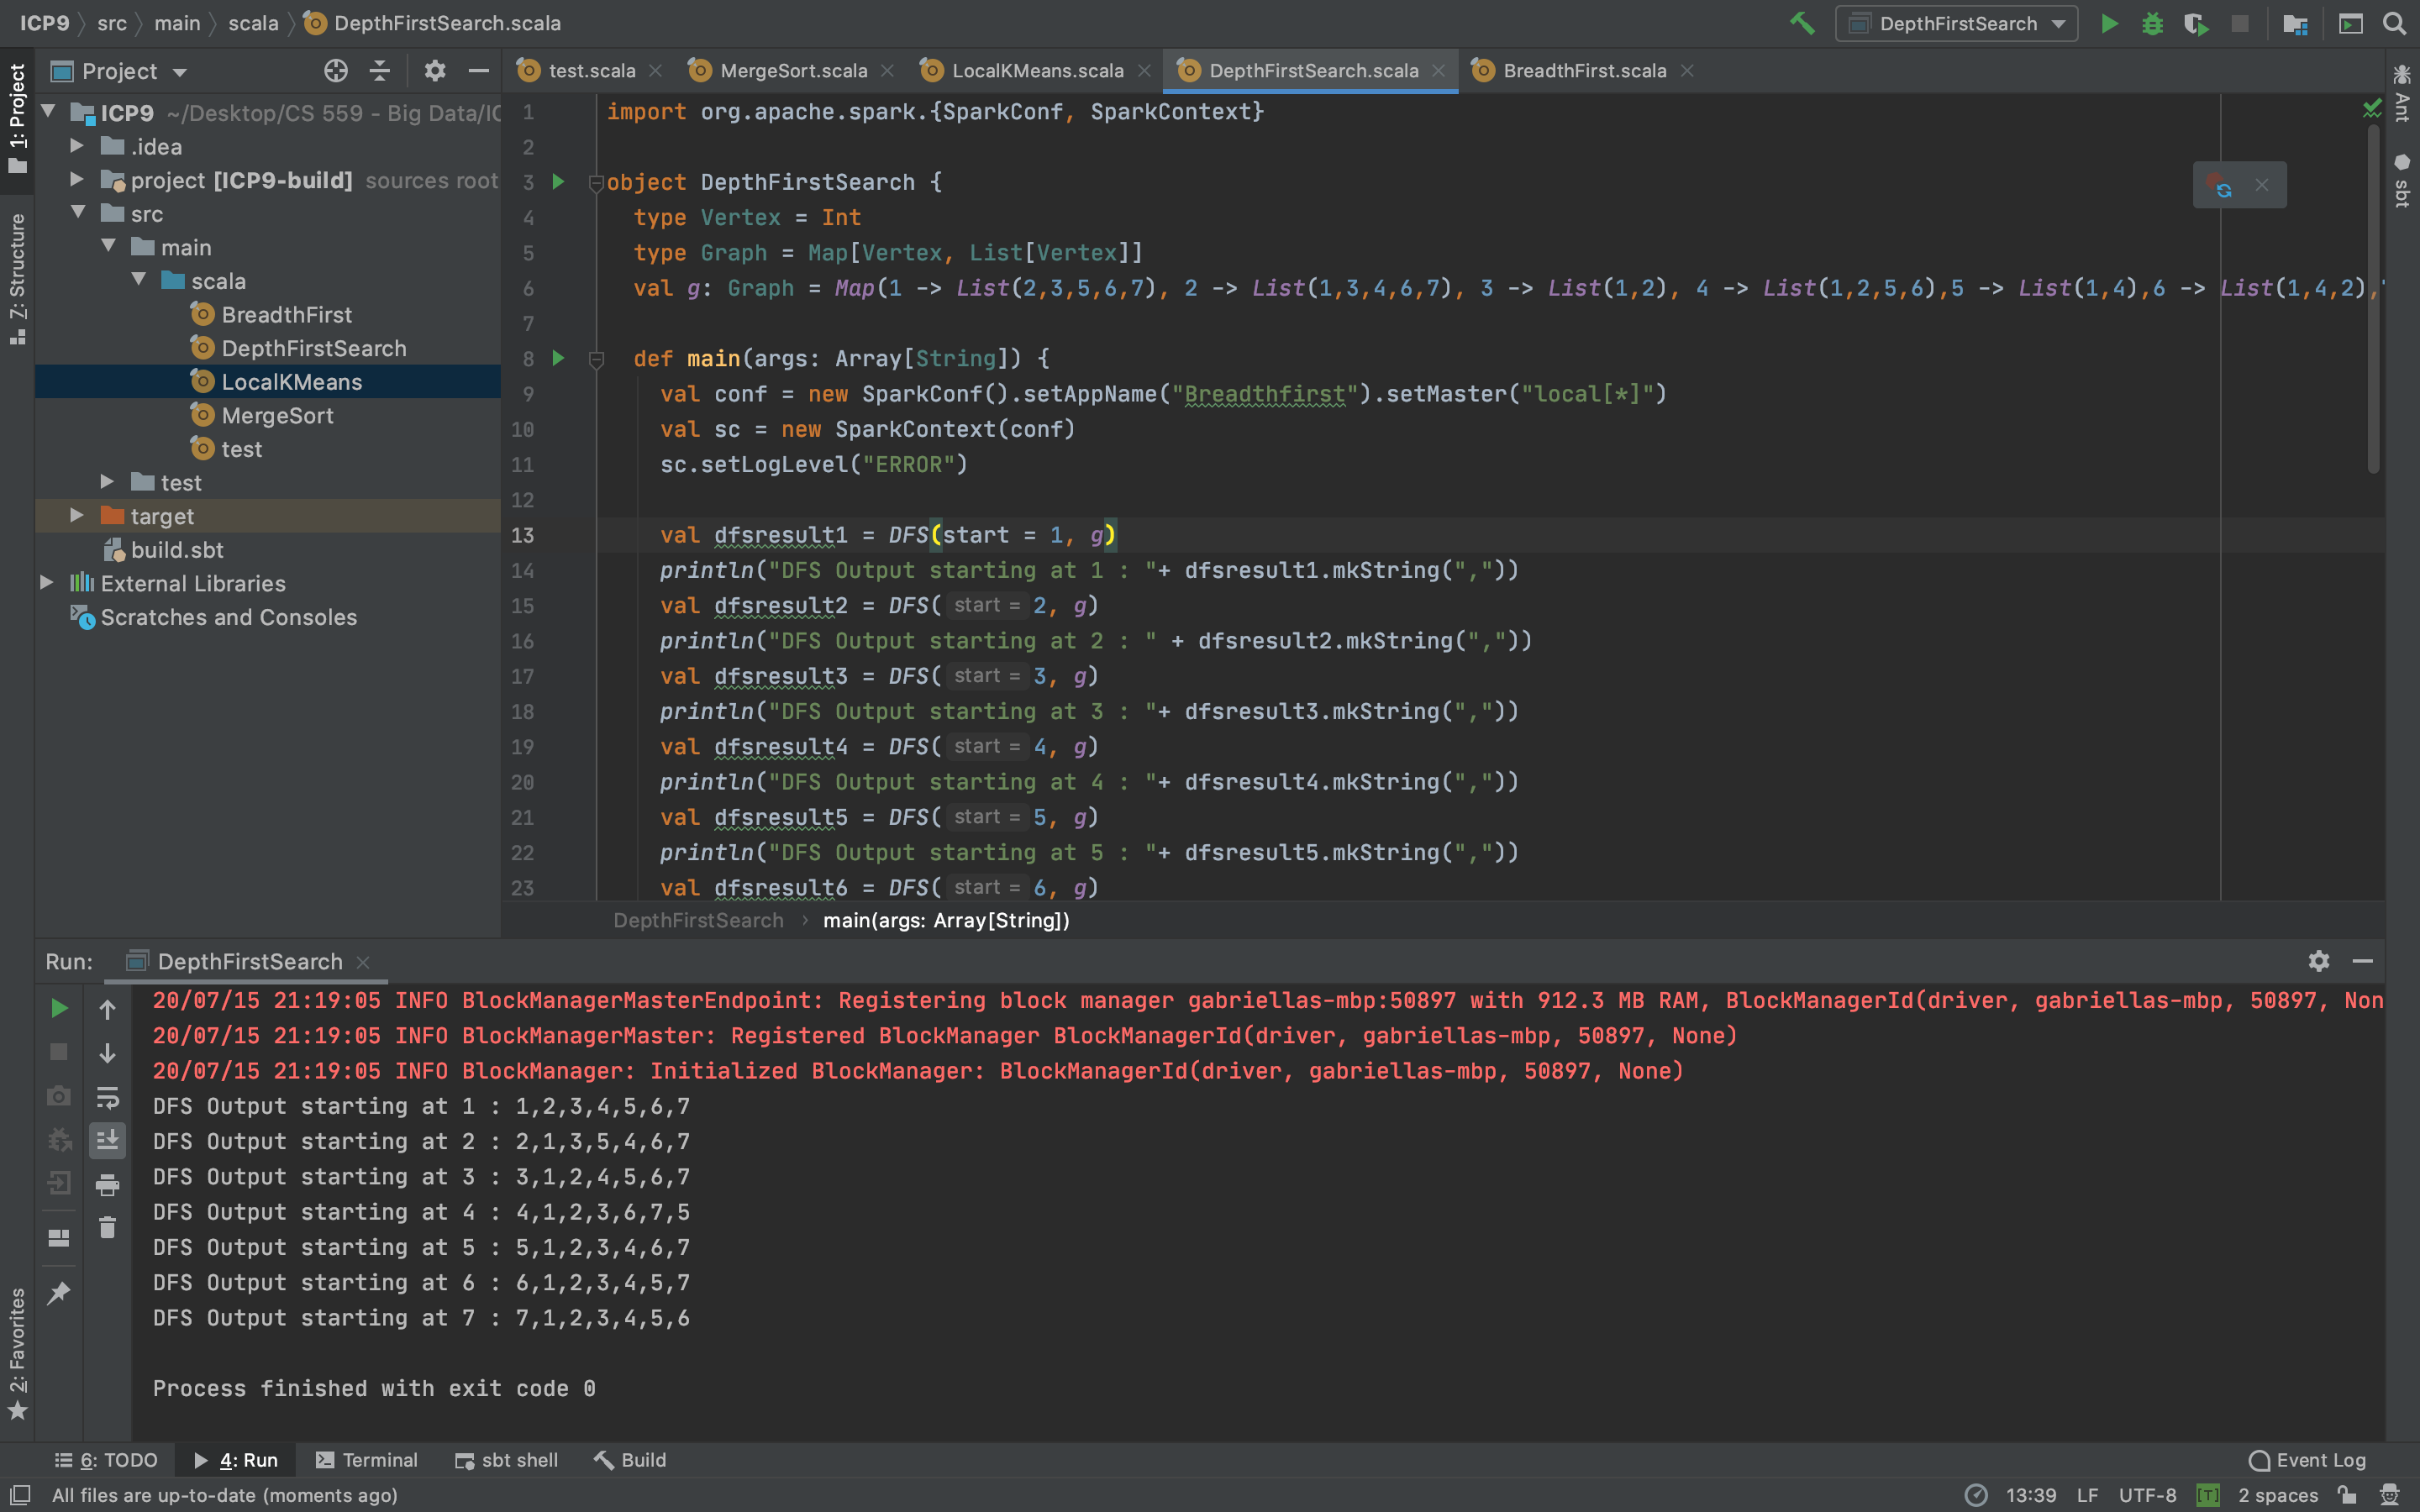 ICP9 src main scala DepthFirstSearch.scala
DepthFirstSearch
Project
test.scala
MergeSort.scala
LocalKMeans.scala
DepthFirstSearch.scala
BreadthFirst.scala
1: Project
Z: Structure
2: Favorites
Ant
sbt
ICP9 ~/Desktop/CS 559 - Big Data/IC
.idea
project [ICP9-build] sources root
src
main
scala
BreadthFirst
DepthFirstSearch
LocalKMeans
MergeSort
test
test
target
build.sbt
External Libraries
Scratches and Consoles
1 import org.apache.spark.{SparkConf, SparkContext}
2
3 object DepthFirstSearch {
4 type Vertex = Int
5 type Graph = Map[Vertex, List[Vertex]]
6 val g: Graph = Map(1 -> List(2,3,5,6,7), 2 -> List(1,3,4,6,7), 3 -> List(1,2), 4 -> List(1,2,5,6),5 -> List(1,4),6 -> List(1,4,2),
7
8 def main(args: Array[String]) {
9 val conf = new SparkConf().setAppName("Breadthfirst").setMaster("local[*]")
10 val sc = new SparkContext(conf)
11 sc.setLogLevel("ERROR")
12
13 val dfsresult1 = DFS(start = 1, g)
14 println("DFS Output starting at 1 : "+ dfsresult1.mkString(","))
15 val dfsresult2 = DFS( start = 2, g)
16 println("DFS Output starting at 2 : " + dfsresult2.mkString(","))
17 val dfsresult3 = DFS( start = 3, g)
18 println("DFS Output starting at 3 : "+ dfsresult3.mkString(","))
19 val dfsresult4 = DFS( start = 4, g)
20 println("DFS Output starting at 4 : "+ dfsresult4.mkString(","))
21 val dfsresult5 = DFS( start = 5, g)
22 println("DFS Output starting at 5 : "+ dfsresult5.mkString(","))
23 val dfsresult6 = DFS( start = 6, g)
DepthFirstSearch › main(args: Array[String])
Run: DepthFirstSearch
20/07/15 21:19:05 INFO BlockManagerMasterEndpoint: Registering block manager gabriellas-mbp:50897 with 912.3 MB RAM, BlockManagerId(driver, gabriellas-mbp, 50897, Non
20/07/15 21:19:05 INFO BlockManagerMaster: Registered BlockManager BlockManagerId(driver, gabriellas-mbp, 50897, None)
20/07/15 21:19:05 INFO BlockManager: Initialized BlockManager: BlockManagerId(driver, gabriellas-mbp, 50897, None)
DFS Output starting at 1 : 1,2,3,4,5,6,7
DFS Output starting at 2 : 2,1,3,5,4,6,7
DFS Output starting at 3 : 3,1,2,4,5,6,7
DFS Output starting at 4 : 4,1,2,3,6,7,5
DFS Output starting at 5 : 5,1,2,3,4,6,7
DFS Output starting at 6 : 6,1,2,3,4,5,7
DFS Output starting at 7 : 7,1,2,3,4,5,6
Process finished with exit code 0
6: TODO
4: Run
Terminal
sbt shell
Build
Event Log
All files are up-to-date (moments ago)
13:39 LF UTF-8 [T] 2 spaces